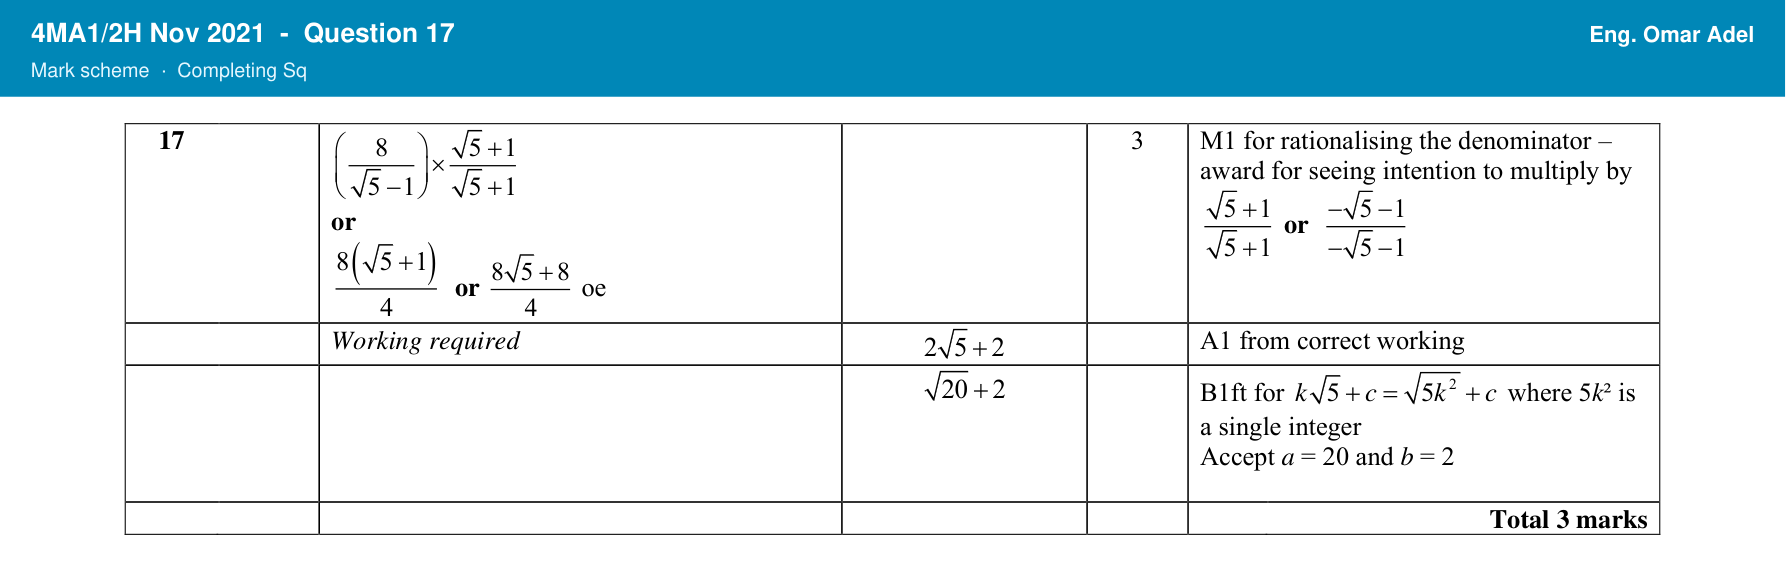 4MA1/2H Nov 2021 - Question 17
Eng. Omar Adel
Mark scheme · Completing Sq
17
(8/(√5 −1)) × (√5 +1)/(√5 +1)
or
8(√5 +1)/4 or (8√5 +8)/4 oe
3
M1 for rationalising the denominator –
award for seeing intention to multiply by
(√5 +1)/(√5 +1) or (−√5 −1)/(−√5 −1)
Working required
2√5 + 2
A1 from correct working
√20 + 2
B1ft for k√5 + c = √(5k²) + c where 5k² is
a single integer
Accept a = 20 and b = 2
Total 3 marks